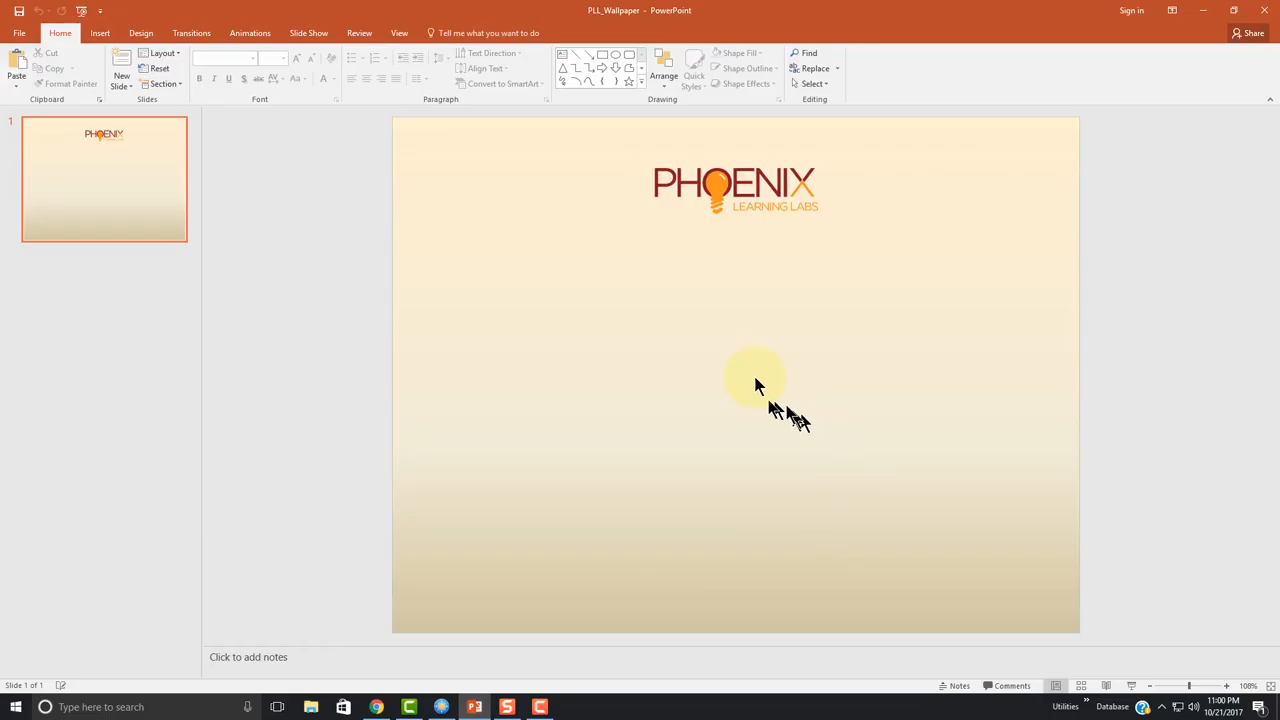 PLL_Wallpaper - PowerPoint
Sign in
File Home Insert Design Transitions Animations Slide Show Review View Tell me what you want to do
Share
Paste
Cut
Copy
Format Painter
Clipboard
New
Slide
Layout
Reset
Section
Slides
B I U S abc AV Aa A
Font
Text Direction
Align Text
Convert to SmartArt
Paragraph
Arrange
Quick
Styles
Shape Fill
Shape Outline
Shape Effects
Drawing
Find
Replace
Select
Editing
1
PHOENIX
PHOENIX
LEARNING LABS
Click to add notes
Slide 1 of 1
Notes
Comments
108%
Type here to search
Utilities
Database
11:00 PM
10/21/2017